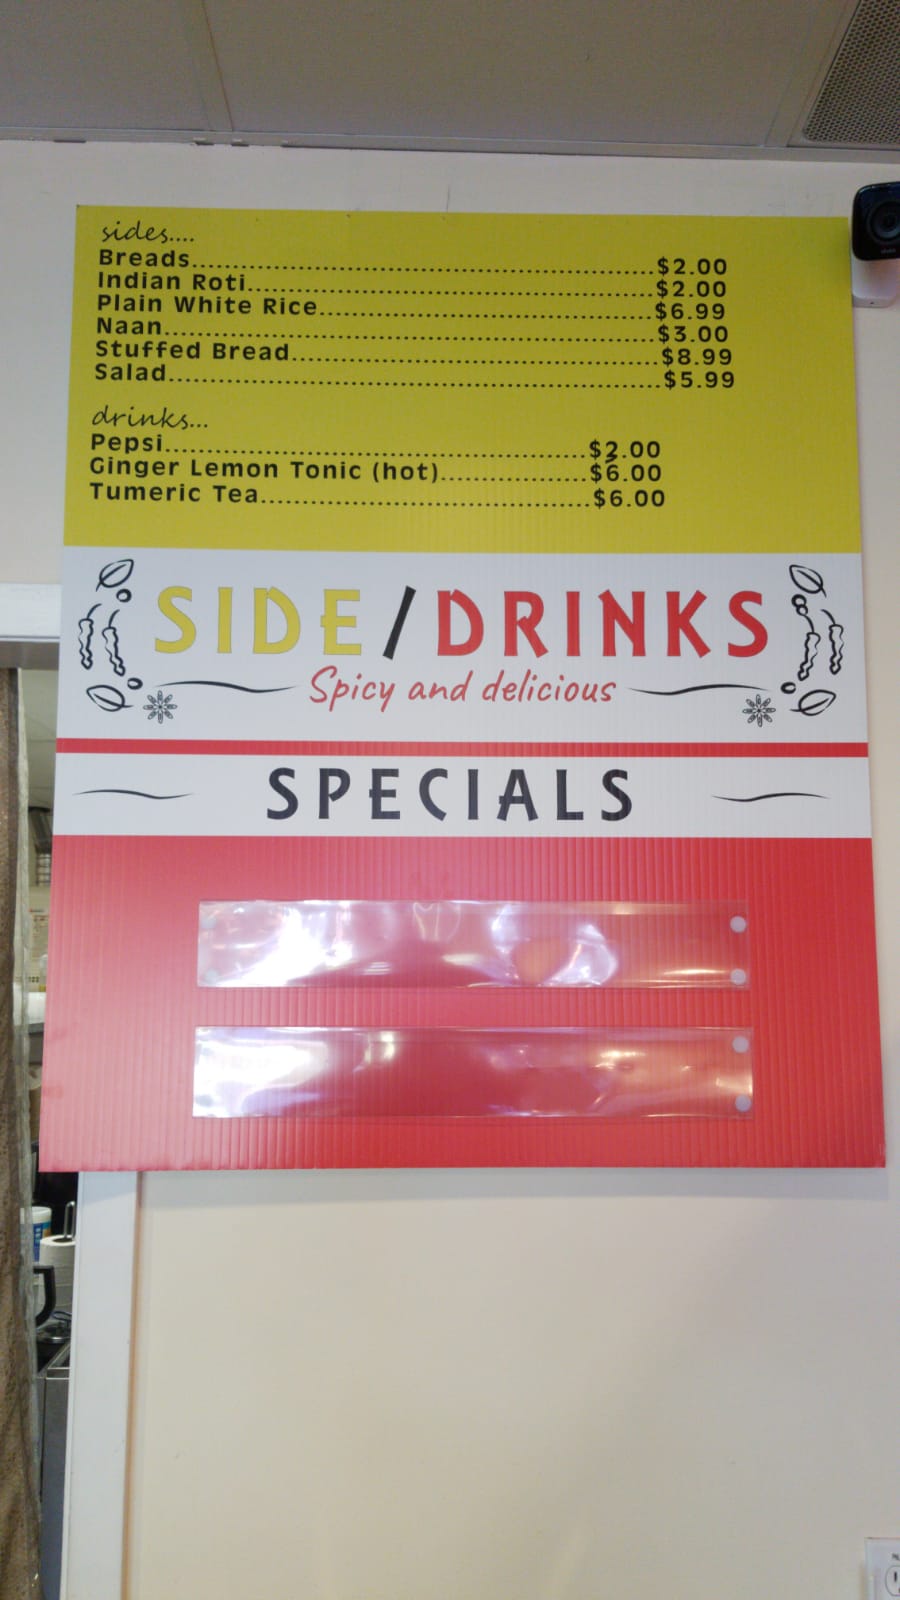 sides....
Breads..........................................................$2.00
Indian Roti....................................................$2.00
Plain White Rice...........................................$6.99
Naan..............................................................$3.00
Stuffed Bread...............................................$8.99
Salad..............................................................$5.99
drinks...
Pepsi......................................................$2.00
Ginger Lemon Tonic (hot)...................$6.00
Tumeric Tea..........................................$6.00
SIDE/DRINKS
Spicy and delicious
SPECIALS